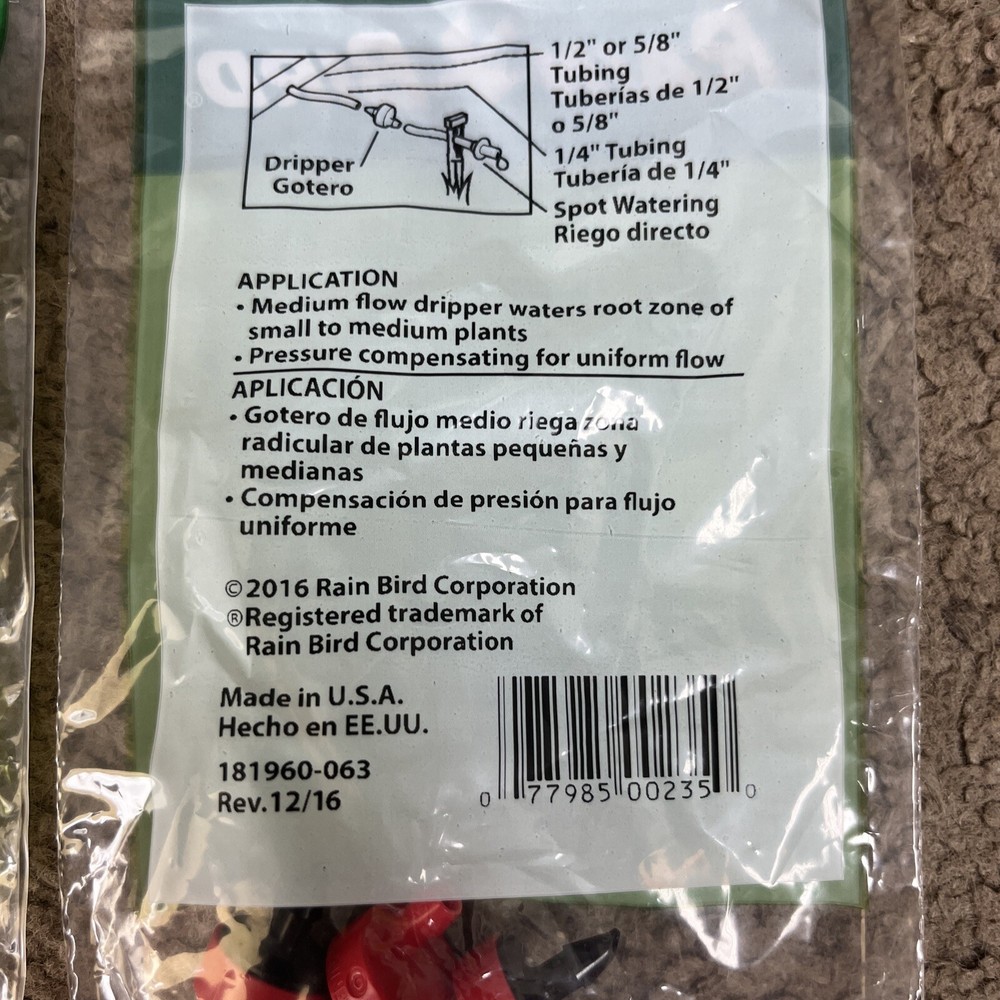 1/2" or 5/8"
Tubing
Tuberías de 1/2"
o 5/8"
1/4" Tubing
Tubería de 1/4"
Spot Watering
Riego directo
Dripper
Gotero
APPLICATION
• Medium flow dripper waters root zone of
small to medium plants
• Pressure compensating for uniform flow
APLICACIÓN
• Gotero de flujo medio riega zona
radicular de plantas pequeñas y
medianas
• Compensación de presión para flujo
uniforme
©2016 Rain Bird Corporation
®Registered trademark of
Rain Bird Corporation
Made in U.S.A.
Hecho en EE.UU.
181960-063
Rev.12/16
0 77985 00235 0